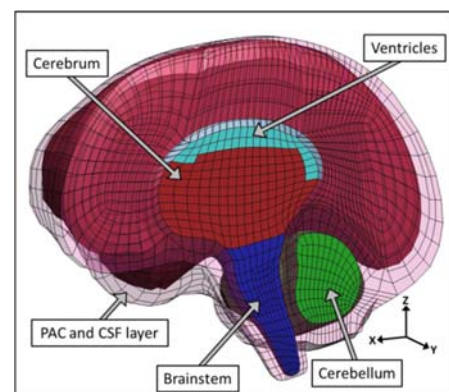 Ventricles
Cerebrum
PAC and CSF layer
Brainstem
Cerebellum
Z
X
Y